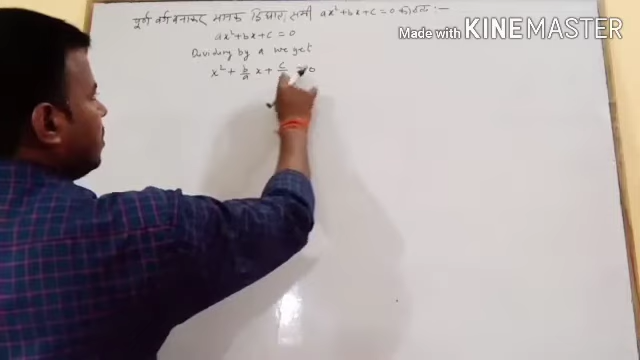 Made with KINEMASTER
पूर्ण वर्ग बनाकर मानक द्विघात समी ax²+bx+c=0 का हल :-
ax²+bx+c = 0
Dividing by a we get
x² + b/a x + c/a = 0